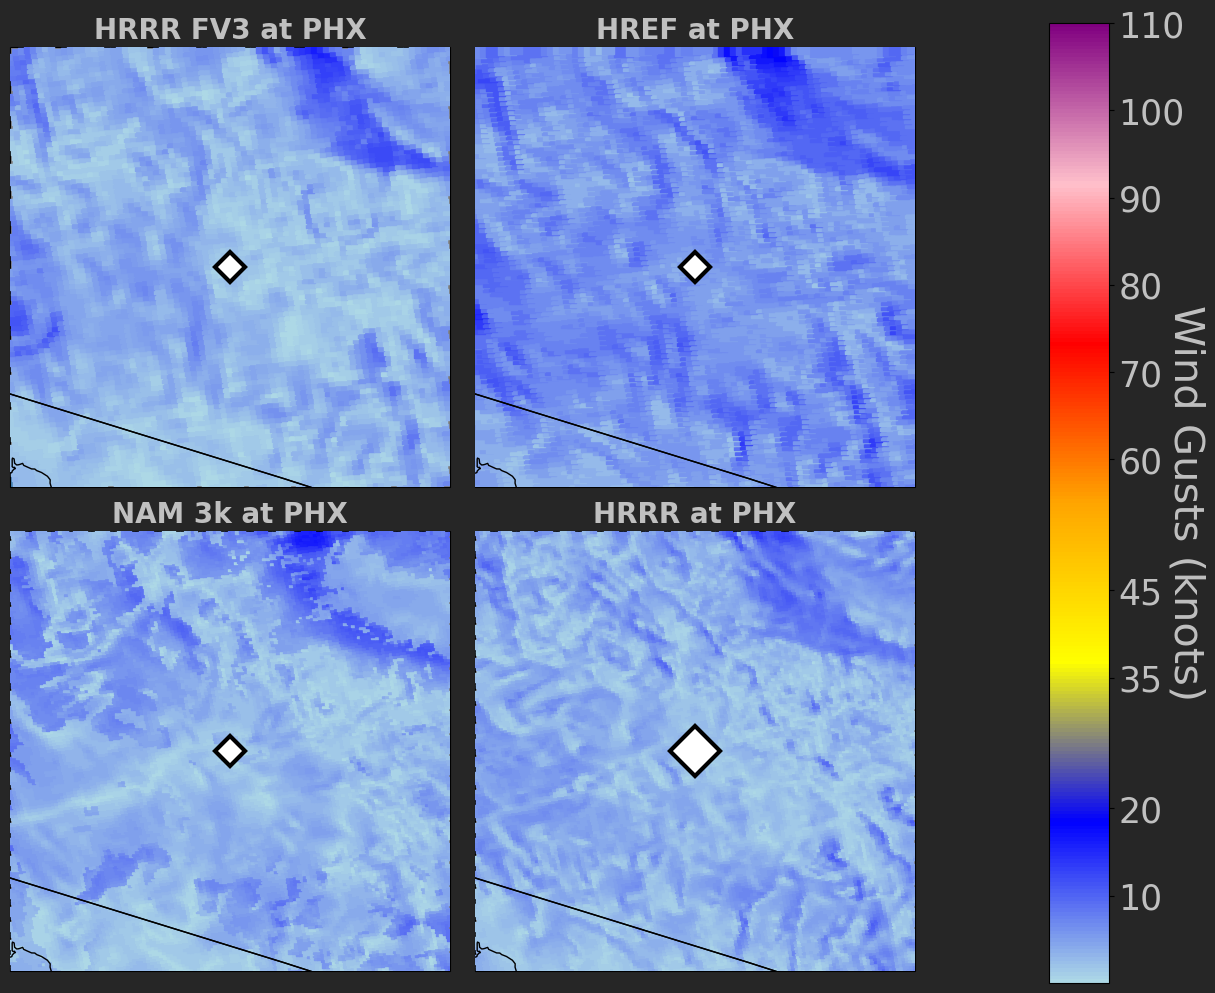 HRRR FV3 at PHX
HREF at PHX
NAM 3k at PHX
HRRR at PHX
110
100
90
80
70
60
45
35
20
10
Wind Gusts (knots)